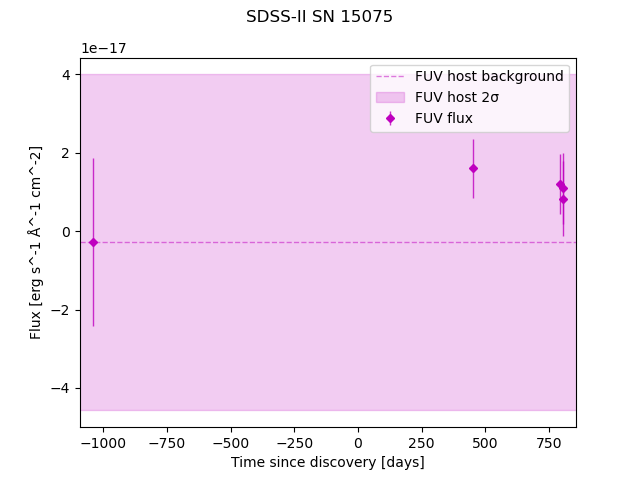 SDSS-II SN 15075
1e−17
FUV host background
FUV host 2σ
FUV flux
4
2
0
−2
−4
Flux [erg s^-1 Å^-1 cm^-2]
−1000 −750 −500 −250 0 250 500 750
Time since discovery [days]